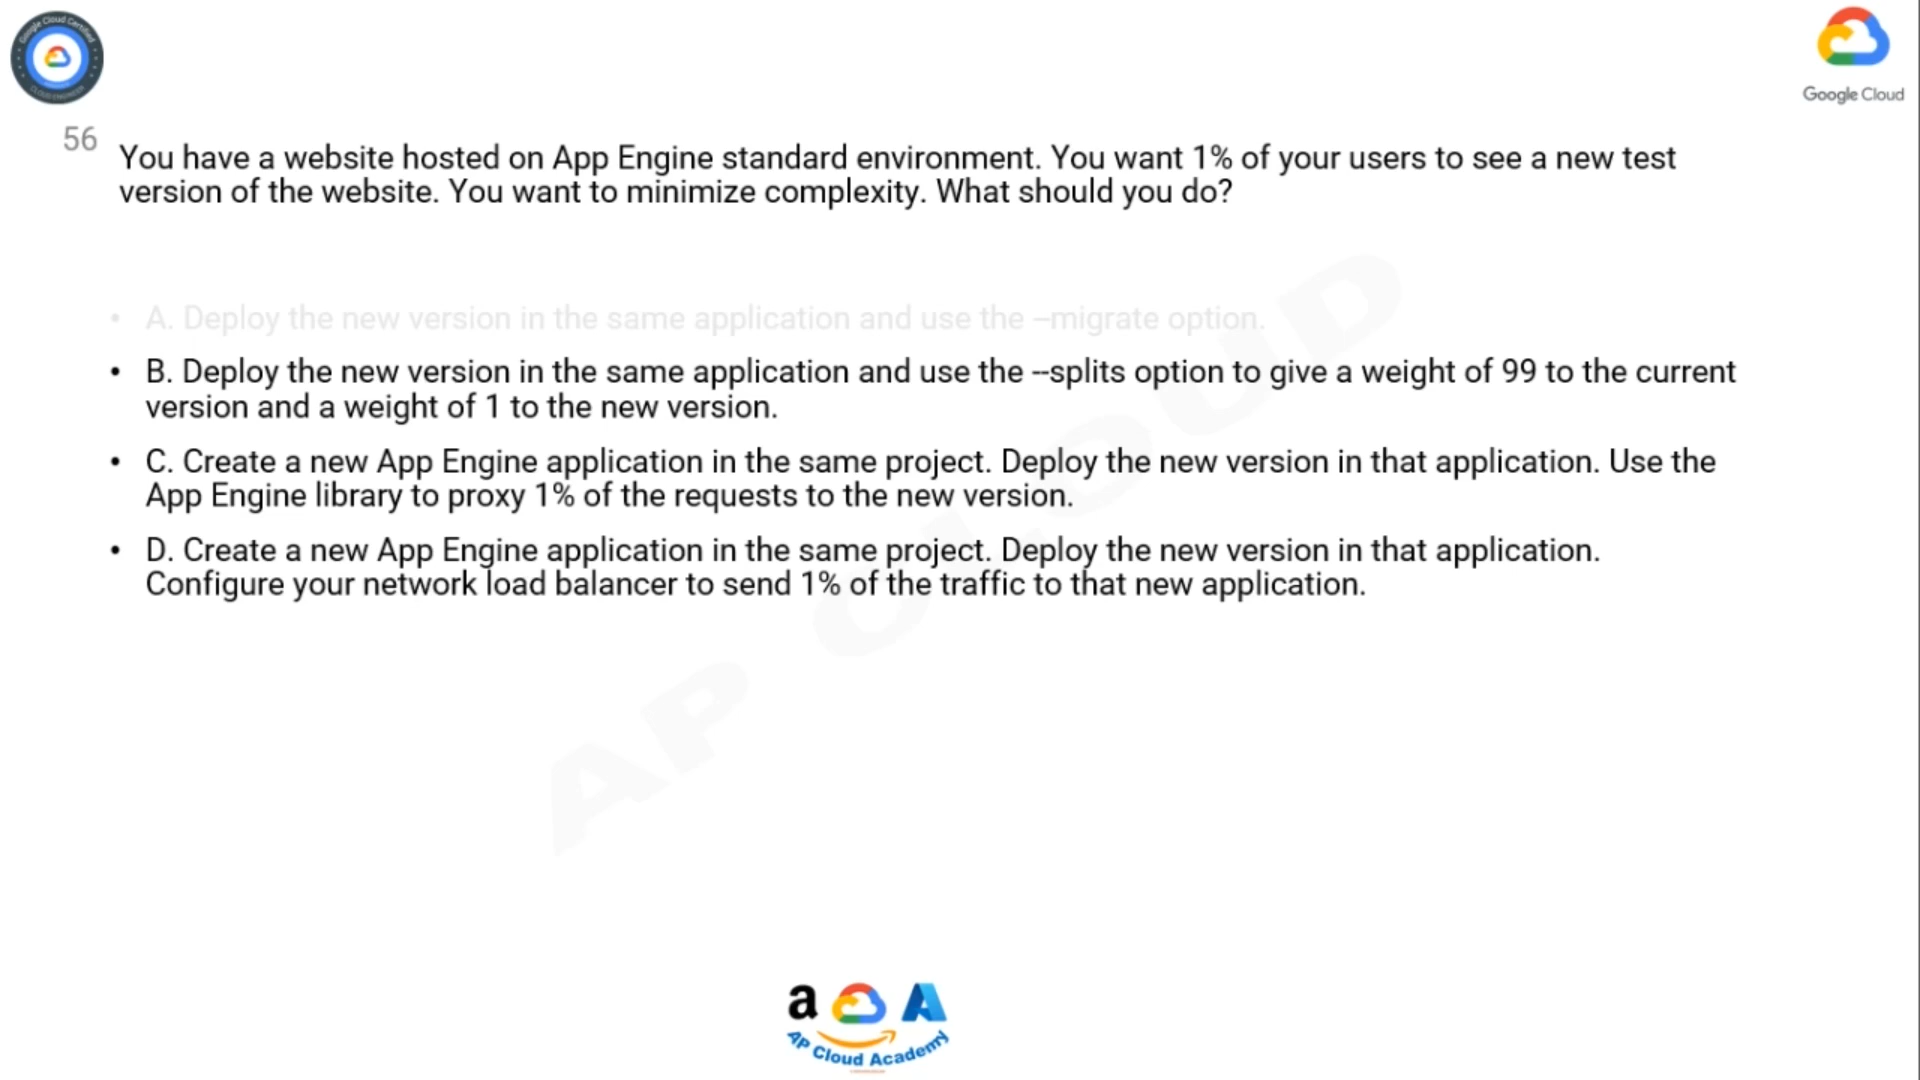 Google Cloud Certified
CLOUD ENGINEER
Google Cloud
56
You have a website hosted on App Engine standard environment. You want 1% of your users to see a new test
version of the website. You want to minimize complexity. What should you do?
• A. Deploy the new version in the same application and use the –migrate option.
• B. Deploy the new version in the same application and use the --splits option to give a weight of 99 to the current
version and a weight of 1 to the new version.
• C. Create a new App Engine application in the same project. Deploy the new version in that application. Use the
App Engine library to proxy 1% of the requests to the new version.
• D. Create a new App Engine application in the same project. Deploy the new version in that application.
Configure your network load balancer to send 1% of the traffic to that new application.
AP CLOUD
a
AP Cloud Academy